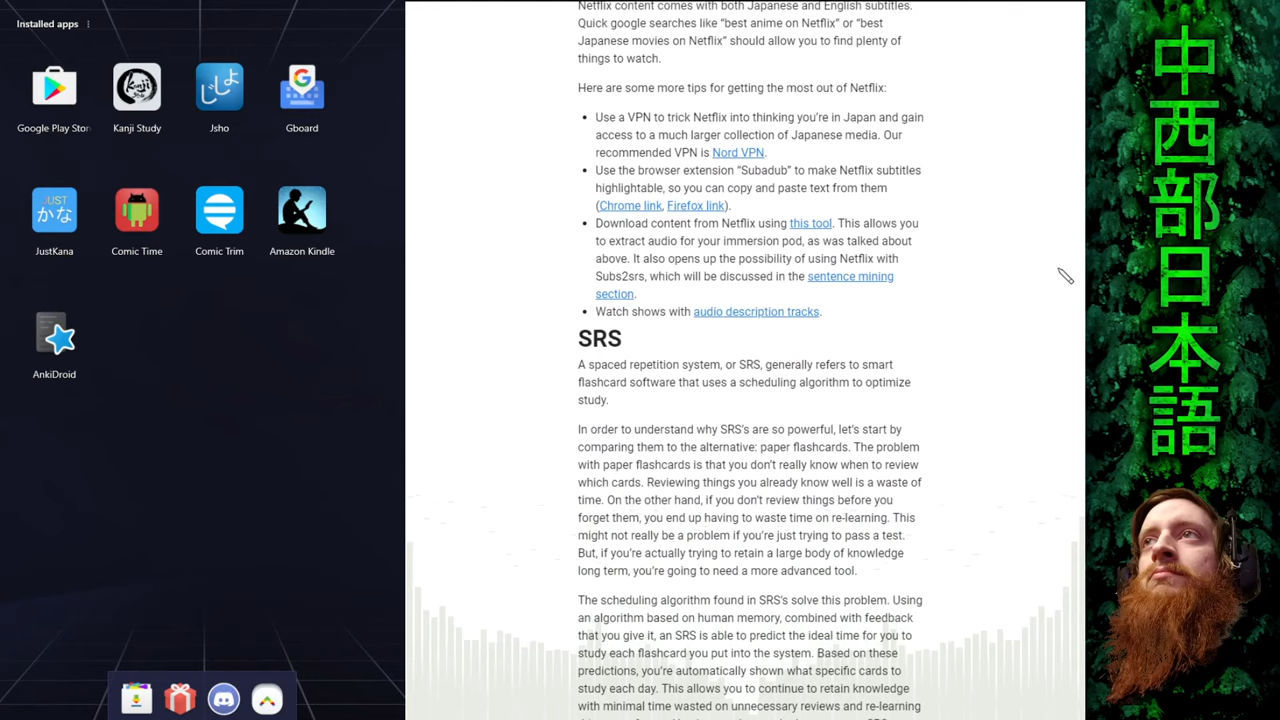 Installed apps
Google Play Stor
Kanji Study
Jsho
Gboard
JUST
かな
JustKana
Comic Time
Comic Trim
Amazon Kindle
AnkiDroid
Netflix content comes with both Japanese and English subtitles.
Quick google searches like “best anime on Netflix” or “best
Japanese movies on Netflix” should allow you to find plenty of
things to watch.
Here are some more tips for getting the most out of Netflix:
Use a VPN to trick Netflix into thinking you’re in Japan and gain
access to a much larger collection of Japanese media. Our
recommended VPN is Nord VPN.
Use the browser extension “Subadub” to make Netflix subtitles
highlightable, so you can copy and paste text from them
(Chrome link, Firefox link).
Download content from Netflix using this tool. This allows you
to extract audio for your immersion pod, as was talked about
above. It also opens up the possibility of using Netflix with
Subs2srs, which will be discussed in the sentence mining
section.
Watch shows with audio description tracks.
SRS
A spaced repetition system, or SRS, generally refers to smart
flashcard software that uses a scheduling algorithm to optimize
study.
In order to understand why SRS’s are so powerful, let’s start by
comparing them to the alternative: paper flashcards. The problem
with paper flashcards is that you don’t really know when to review
which cards. Reviewing things you already know well is a waste of
time. On the other hand, if you don’t review things before you
forget them, you end up having to waste time on re-learning. This
might not really be a problem if you’re just trying to pass a test.
But, if you’re actually trying to retain a large body of knowledge
long term, you’re going to need a more advanced tool.
The scheduling algorithm found in SRS’s solve this problem. Using
an algorithm based on human memory, combined with feedback
that you give it, an SRS is able to predict the ideal time for you to
study each flashcard you put into the system. Based on these
predictions, you’re automatically shown what specific cards to
study each day. This allows you to continue to retain knowledge
with minimal time wasted on unnecessary reviews and re-learning
中西部日本語